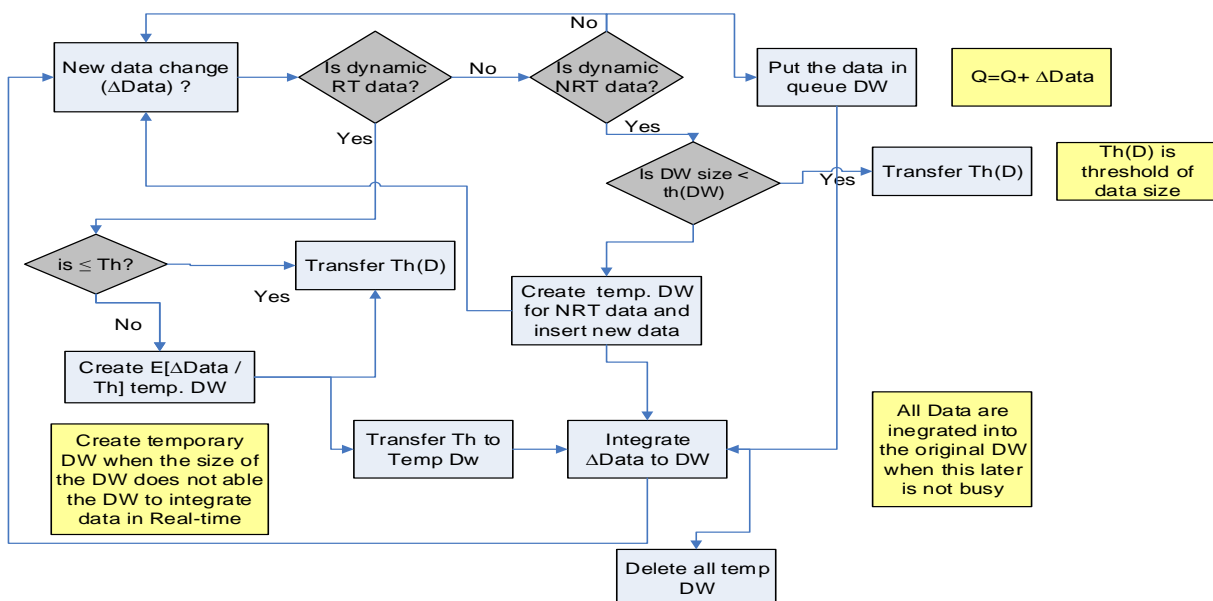 No
New data change
(ΔData) ?
Is dynamic
RT data?
No
Is dynamic
NRT data?
Put the data in
queue DW
Q=Q+ ΔData
Yes
Yes
Is DW size <
th(DW)
Yes
Transfer Th(D)
Th(D) is
threshold of
data size
is ≤ Th?
Transfer Th(D)
Yes
No
Create temp. DW
for NRT data and
insert new data
Create E[ΔData /
Th] temp. DW
Create temporary
DW when the size of
the DW does not able
the DW to integrate
data in Real-time
Transfer Th to
Temp Dw
Integrate
ΔData to DW
All Data are
inegrated into
the original DW
when this later
is not busy
Delete all temp
DW